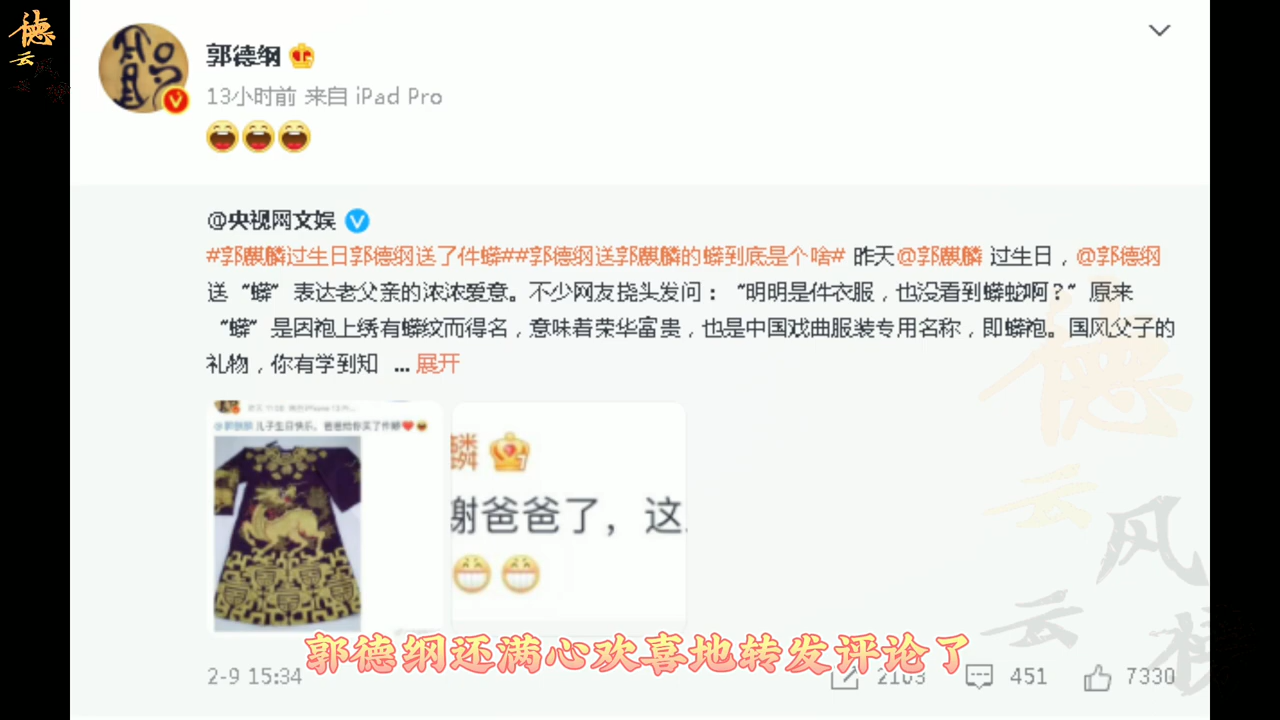 德
云
郭德纲
13小时前 来自 iPad Pro
@央视网文娱
#郭麒麟过生日郭德纲送了件蟒##郭德纲送郭麒麟的蟒到底是个啥# 昨天@郭麒麟 过生日，@郭德纲
送“蟒”表达老父亲的浓浓爱意。不少网友挠头发问：“明明是件衣服，也没看到蟒蛇啊？”原来
“蟒”是因袍上绣有蟒纹而得名，意味着荣华富贵，也是中国戏曲服装专用名称，即蟒袍。国风父子的
礼物，你有学到知 ... 展开
儿子生日快乐，爸爸给你买了件蟒
麟
谢爸爸了，这
德
云
风
云
榜
郭德纲还满心欢喜地转发评论了
2-9 15:34
2103
451
7330